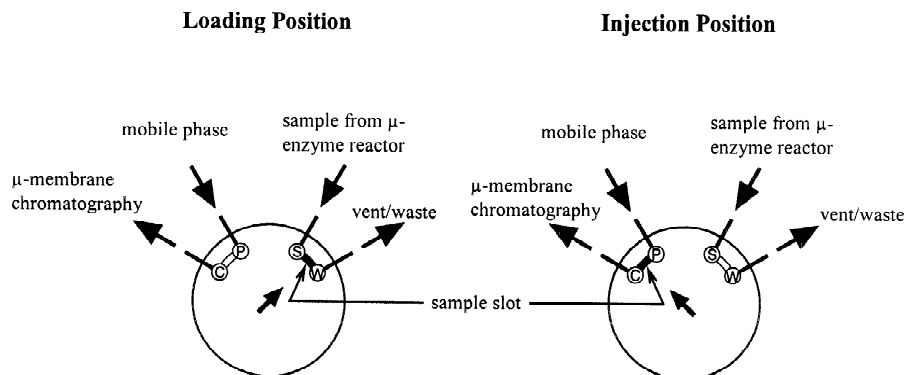 Loading Position
Injection Position
mobile phase
sample from μ-
enzyme reactor
μ-membrane
chromatography
vent/waste
P
S
C
W
mobile phase
sample from μ-
enzyme reactor
μ-membrane
chromatography
vent/waste
P
S
C
W
sample slot